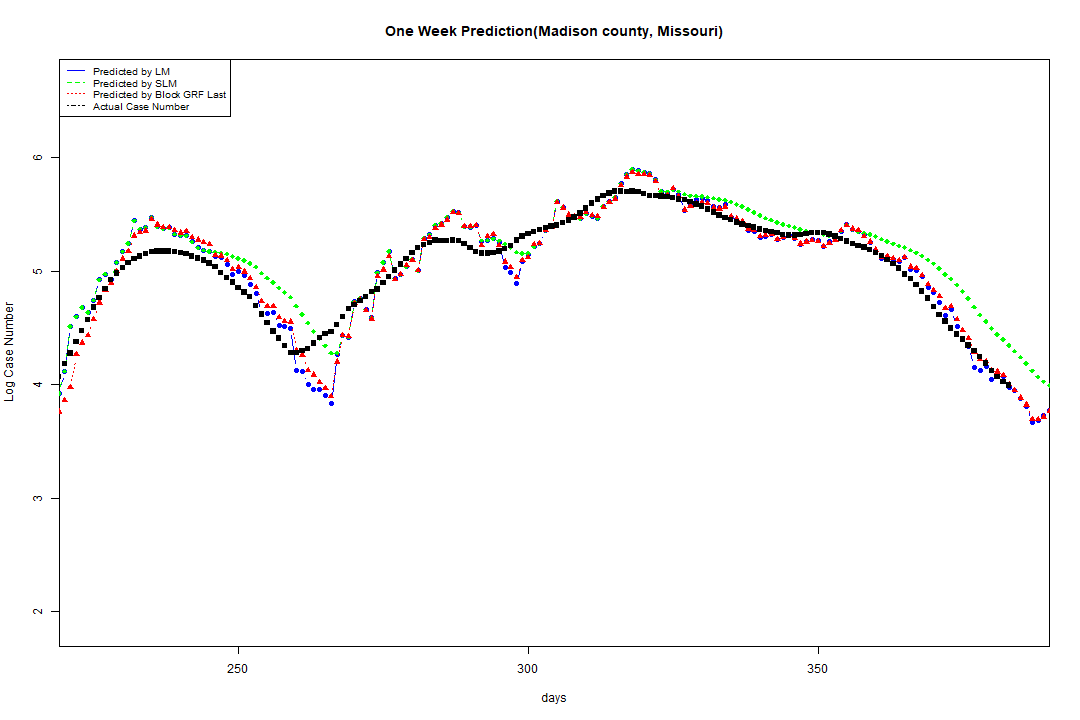 One Week Prediction(Madison county, Missouri)
Predicted by LM
Predicted by SLM
Predicted by Block GRF Last
Actual Case Number
6
5
4
3
2
Log Case Number
250
300
350
days